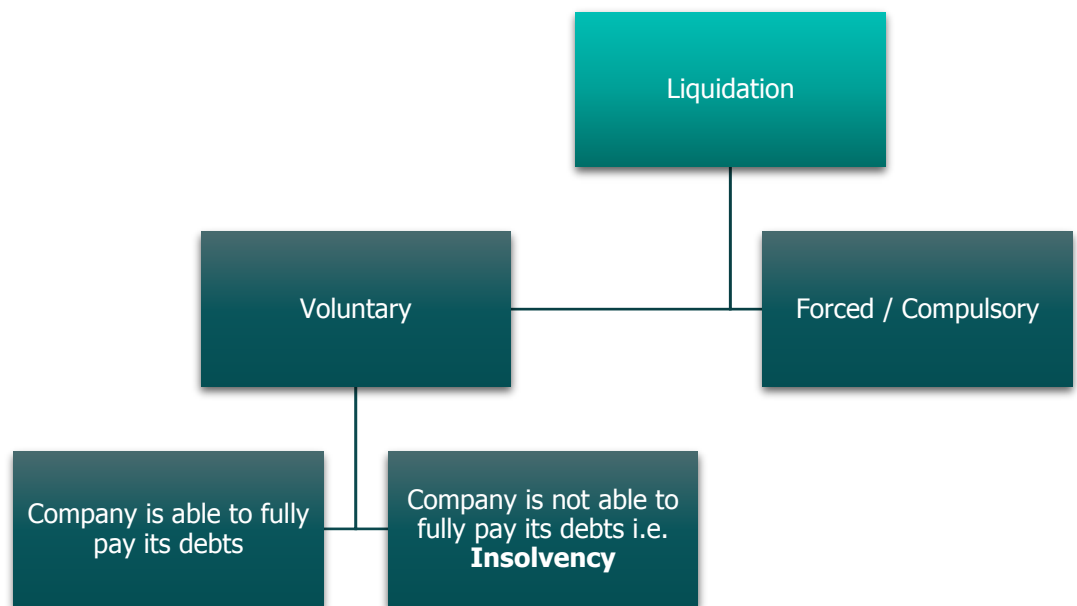 Liquidation
Voluntary
Forced / Compulsory
Company is able to fully
pay its debts
Company is not able to
fully pay its debts i.e.
Insolvency